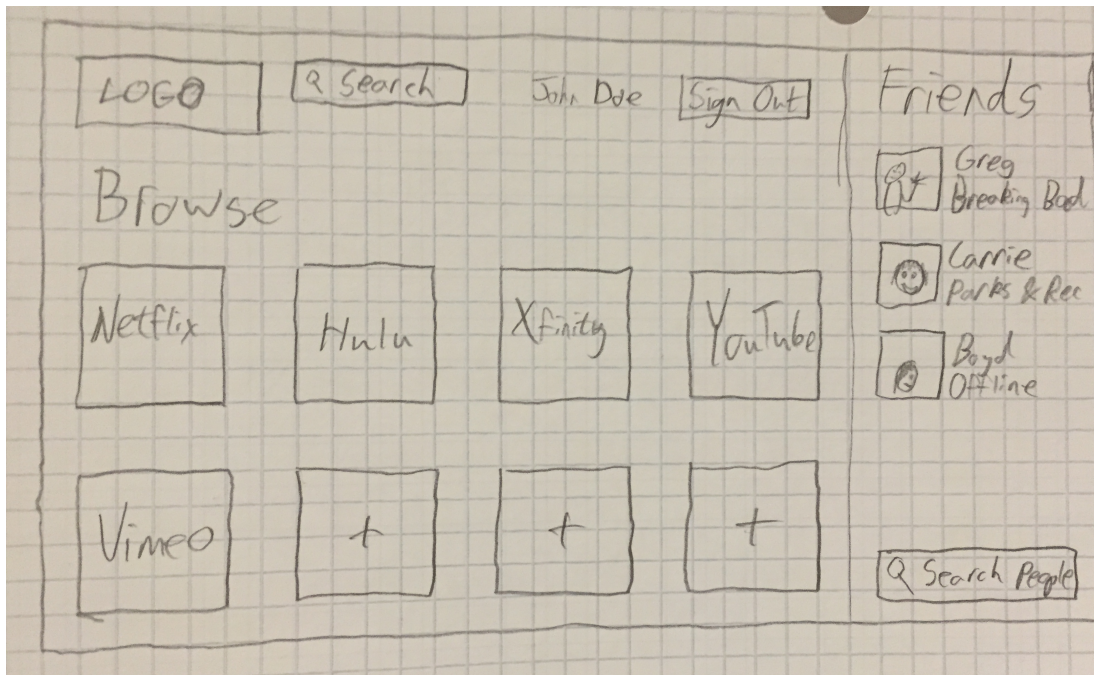 LOGO
Search
John Doe
Sign Out
Browse
Netflix
Hulu
Xfinity
YouTube
Vimeo
+
+
+
Friends
Greg
Breaking Bad
Carrie
Parks & Rec
Boyd
Offline
Search People